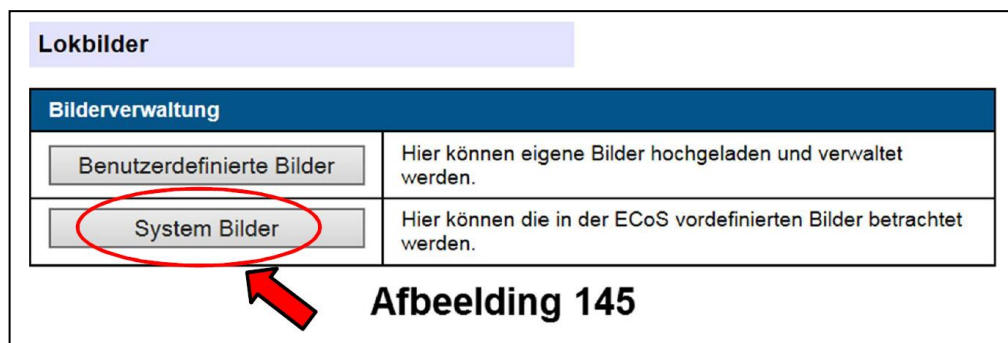 Lokbilder
Bilderverwaltung
Benutzerdefinierte Bilder
Hier können eigene Bilder hochgeladen und verwaltet
werden.
System Bilder
Hier können die in der ECoS vordefinierten Bilder betrachtet
werden.
Afbeelding 145